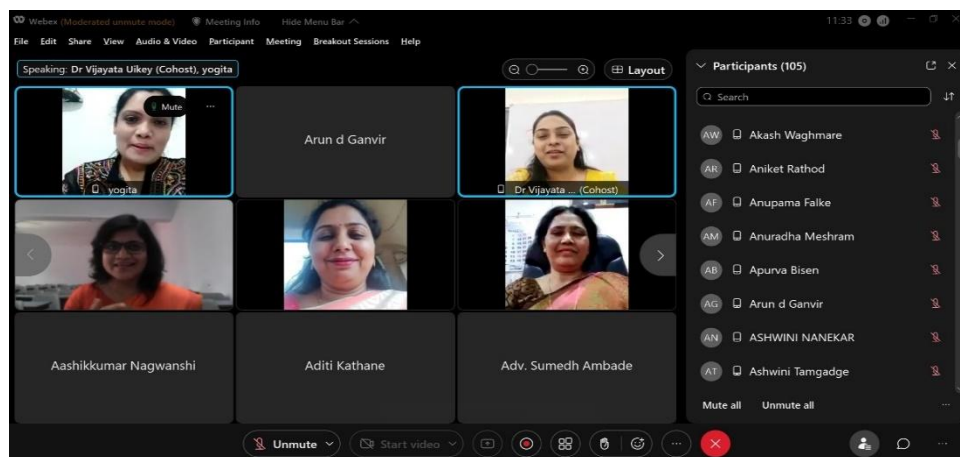 Webex (Moderated unmute mode) Meeting Info Hide Menu Bar 11:33
File Edit Share View Audio & Video Participant Meeting Breakout Sessions Help
Speaking: Dr Vijayata Uikey (Cohost), yogita
Layout
Mute ...
yogita
Arun d Ganvir
Dr Vijayata ... (Cohost)
Aashikkumar Nagwanshi
Aditi Kathane
Adv. Sumedh Ambade
Participants (105)
Search
AW Akash Waghmare
AR Aniket Rathod
AF Anupama Falke
AM Anuradha Meshram
AB Apurva Bisen
AG Arun d Ganvir
AN ASHWINI NANEKAR
AT Ashwini Tamgadge
Mute all Unmute all ...
Unmute Start video ... ...